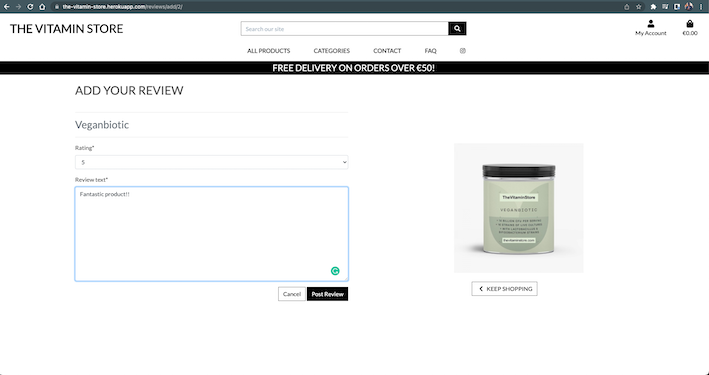 the-vitamin-store.herokuapp.com/reviews/add/2/
THE VITAMIN STORE
Search our site
My Account
€0.00
ALL PRODUCTS
CATEGORIES
CONTACT
FAQ
FREE DELIVERY ON ORDERS OVER €50!
ADD YOUR REVIEW
Veganbiotic
Rating*
5
Review text*
Fantastic product!!
Cancel
Post Review
TheVitaminStore
VEGANBIOTIC
KEEP SHOPPING